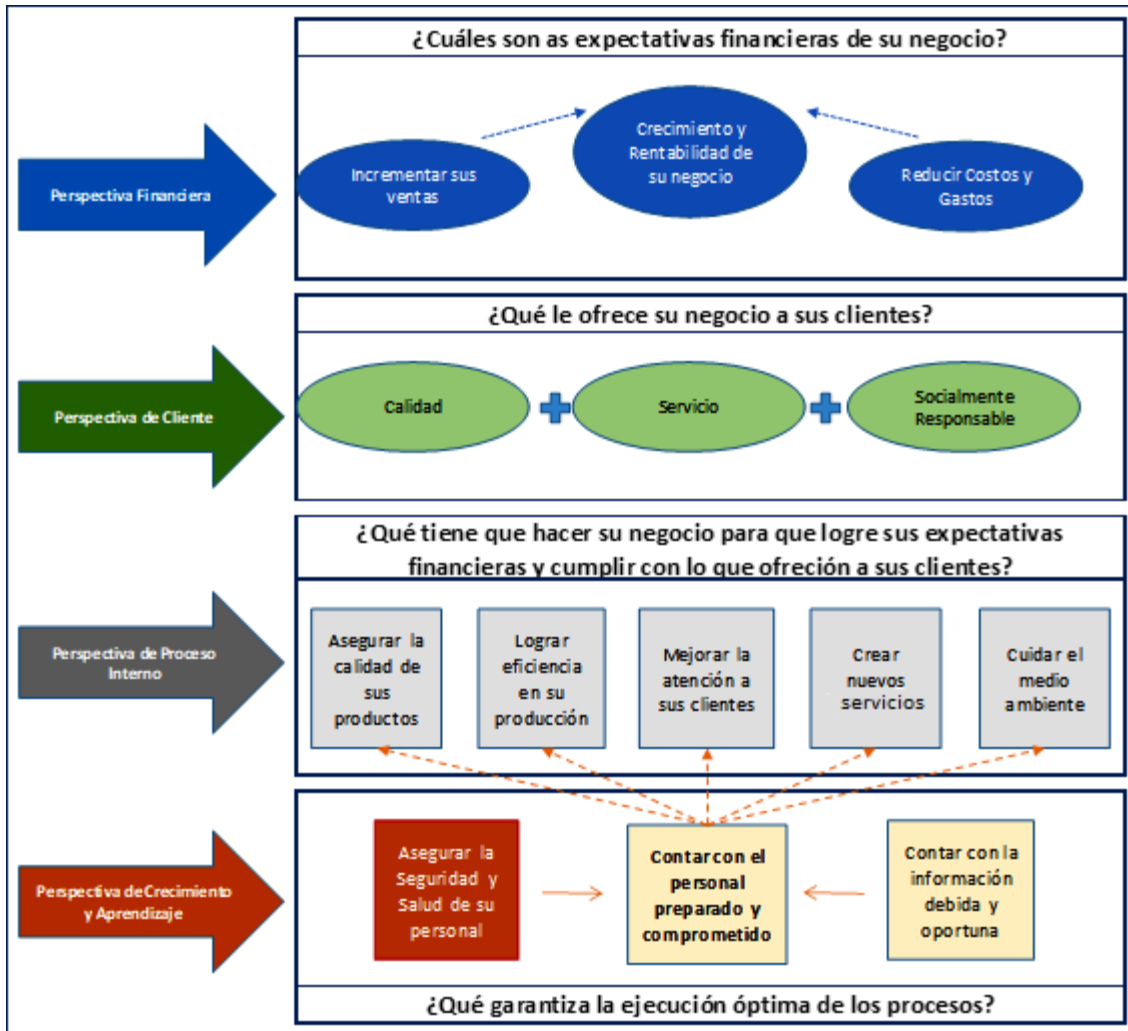 ¿Cuáles son as expectativas financieras de su negocio?
Perspectiva Financiera
Incrementar sus
ventas
Crecimiento y
Rentabilidad de
su negocio
Reducir Costos y
Gastos
¿Qué le ofrece su negocio a sus clientes?
Perspectiva de Cliente
Calidad
Servicio
Socialmente
Responsable
¿Qué tiene que hacer su negocio para que logre sus expectativas
financieras y cumplir con lo que ofreción a sus clientes?
Perspectiva de Proceso
Interno
Asegurar la
calidad de
sus
productos
Lograr
eficiencia
en su
producción
Mejorar la
atención a
sus clientes
Crear
nuevos
servicios
Cuidar el
medio
ambiente
Perspectiva de Crecimiento
y Aprendizaje
Asegurar la
Seguridad y
Salud de su
personal
Contar con el
personal
preparado y
comprometido
Contar con la
información
debida y
oportuna
¿Qué garantiza la ejecución óptima de los procesos?